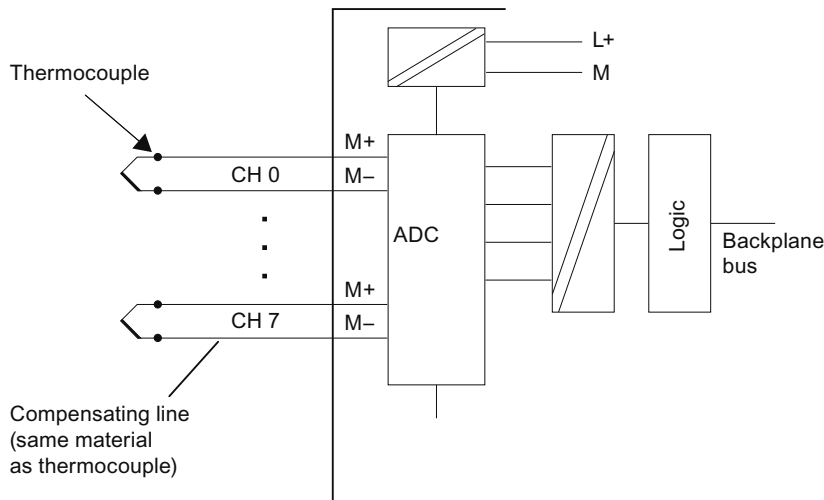 L+
M
Thermocouple
M+
CH 0
M–
ADC
Logic
Backplane
bus
M+
CH 7
M–
Compensating line
(same material
as thermocouple)